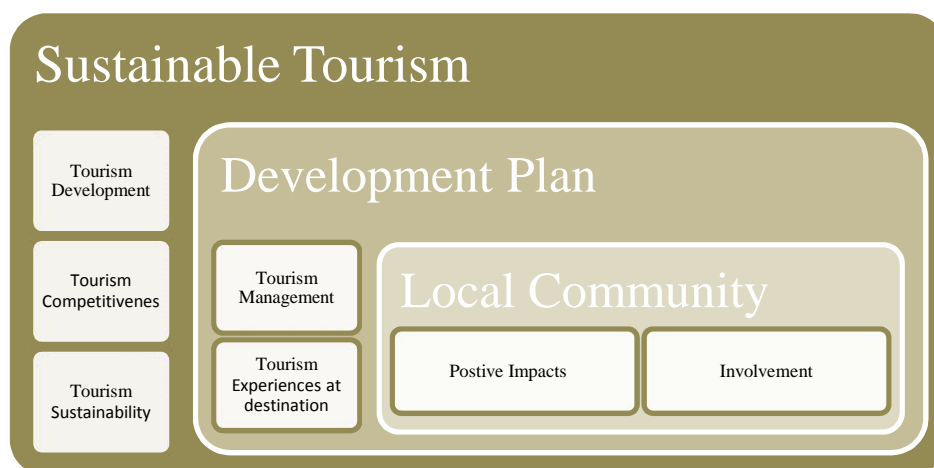 Sustainable Tourism
Tourism
Development
Tourism
Competitivenes
Tourism
Sustainability
Development Plan
Tourism
Management
Tourism
Experiences at
destination
Local Community
Postive Impacts
Involvement